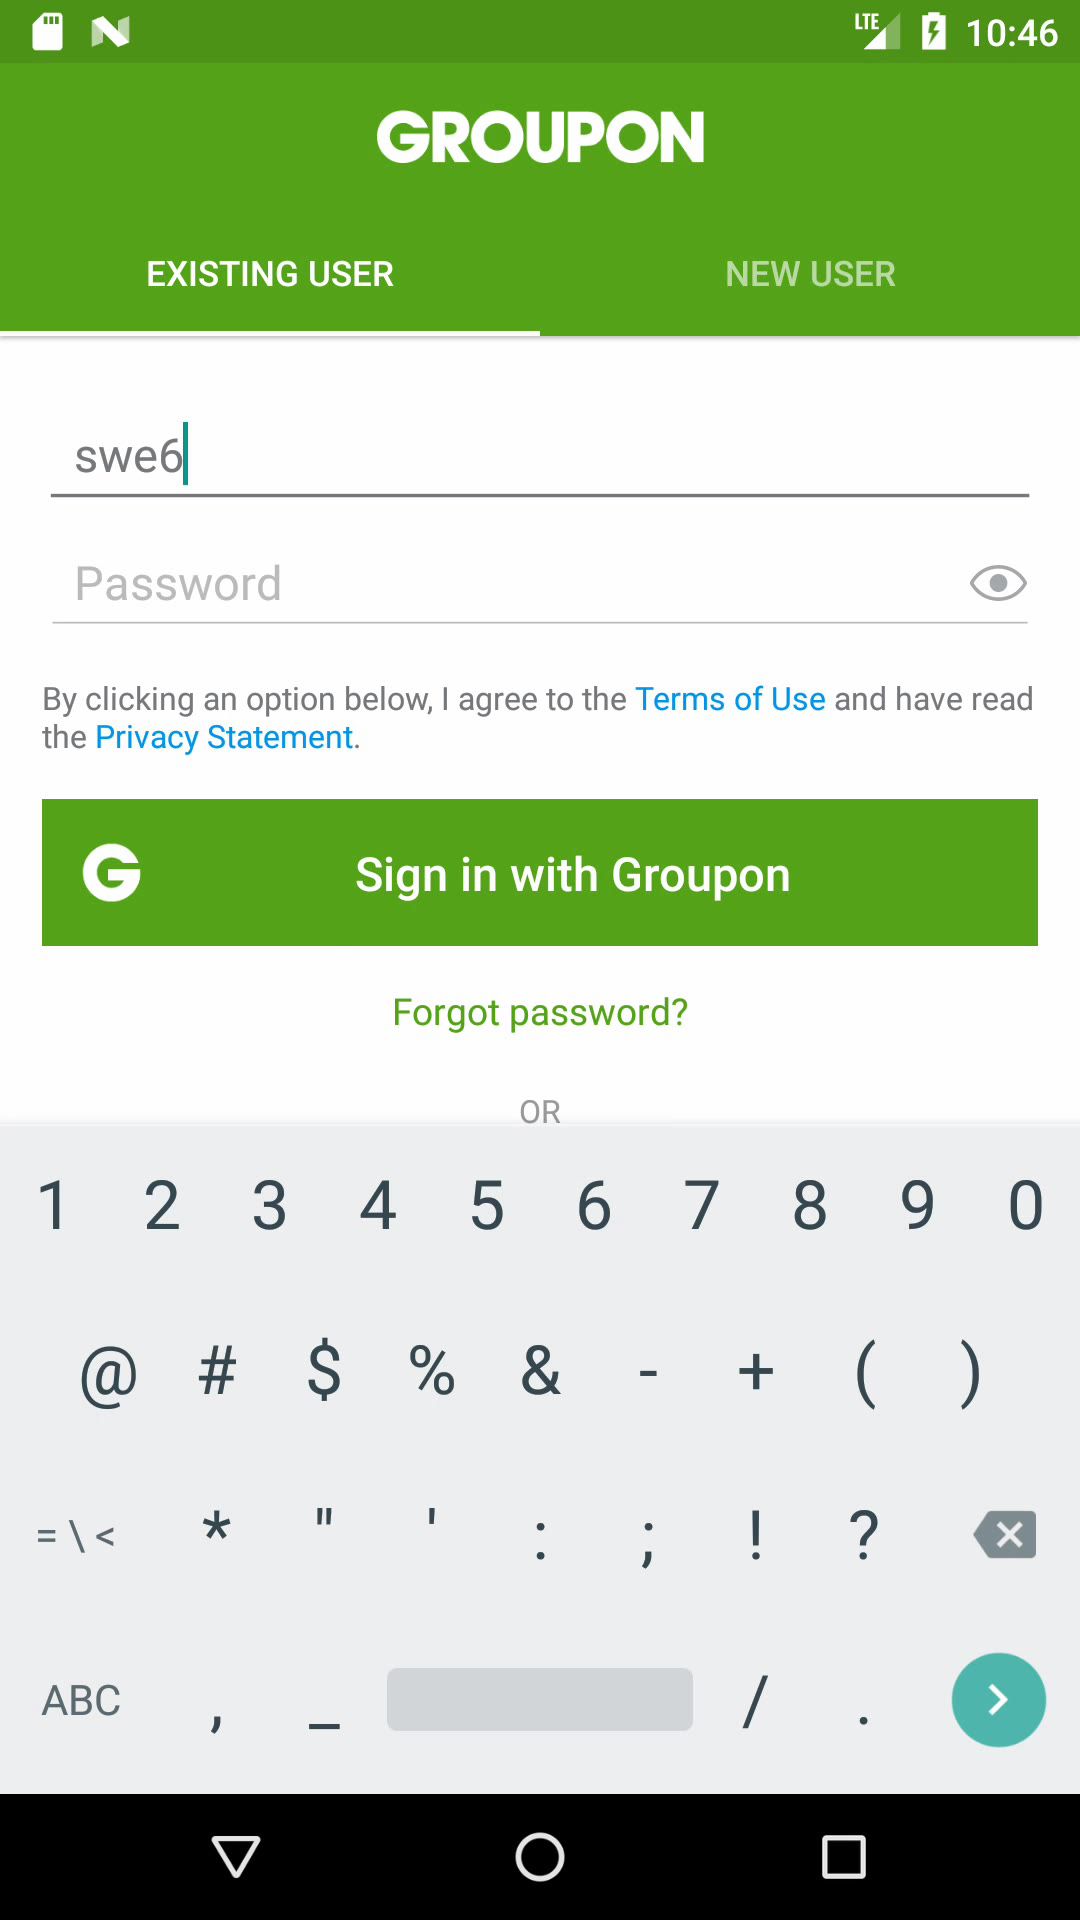 LTE 10:46
GROUPON
EXISTING USER NEW USER
swe6
Password
By clicking an option below, I agree to the Terms of Use and have read
the Privacy Statement.
G Sign in with Groupon
Forgot password?
OR
1 2 3 4 5 6 7 8 9 0
@ # $ % & - + ( )
= \ < * " ' : ; ! ?
ABC , _ / .